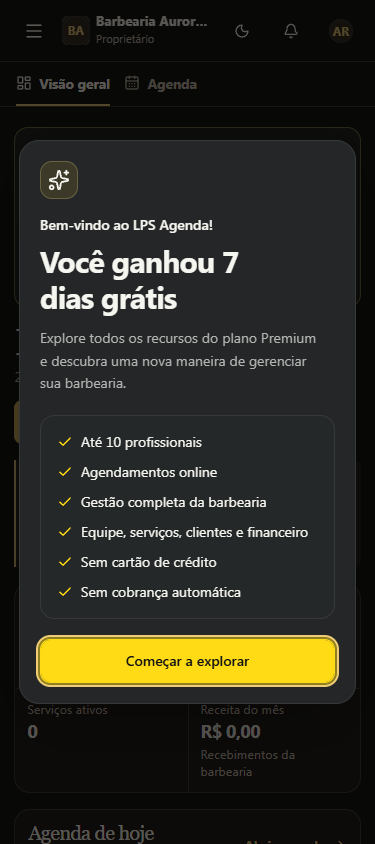 BA
Barbearia Auror...
Proprietário
AR
Visão geral
Agenda
Bem-vindo ao LPS Agenda!
Você ganhou 7
dias grátis
Explore todos os recursos do plano Premium
e descubra uma nova maneira de gerenciar
sua barbearia.
Até 10 profissionais
Agendamentos online
Gestão completa da barbearia
Equipe, serviços, clientes e financeiro
Sem cartão de crédito
Sem cobrança automática
Começar a explorar
Serviços ativos
0
Receita do mês
R$ 0,00
Recebimentos da
barbearia
Agenda de hoje